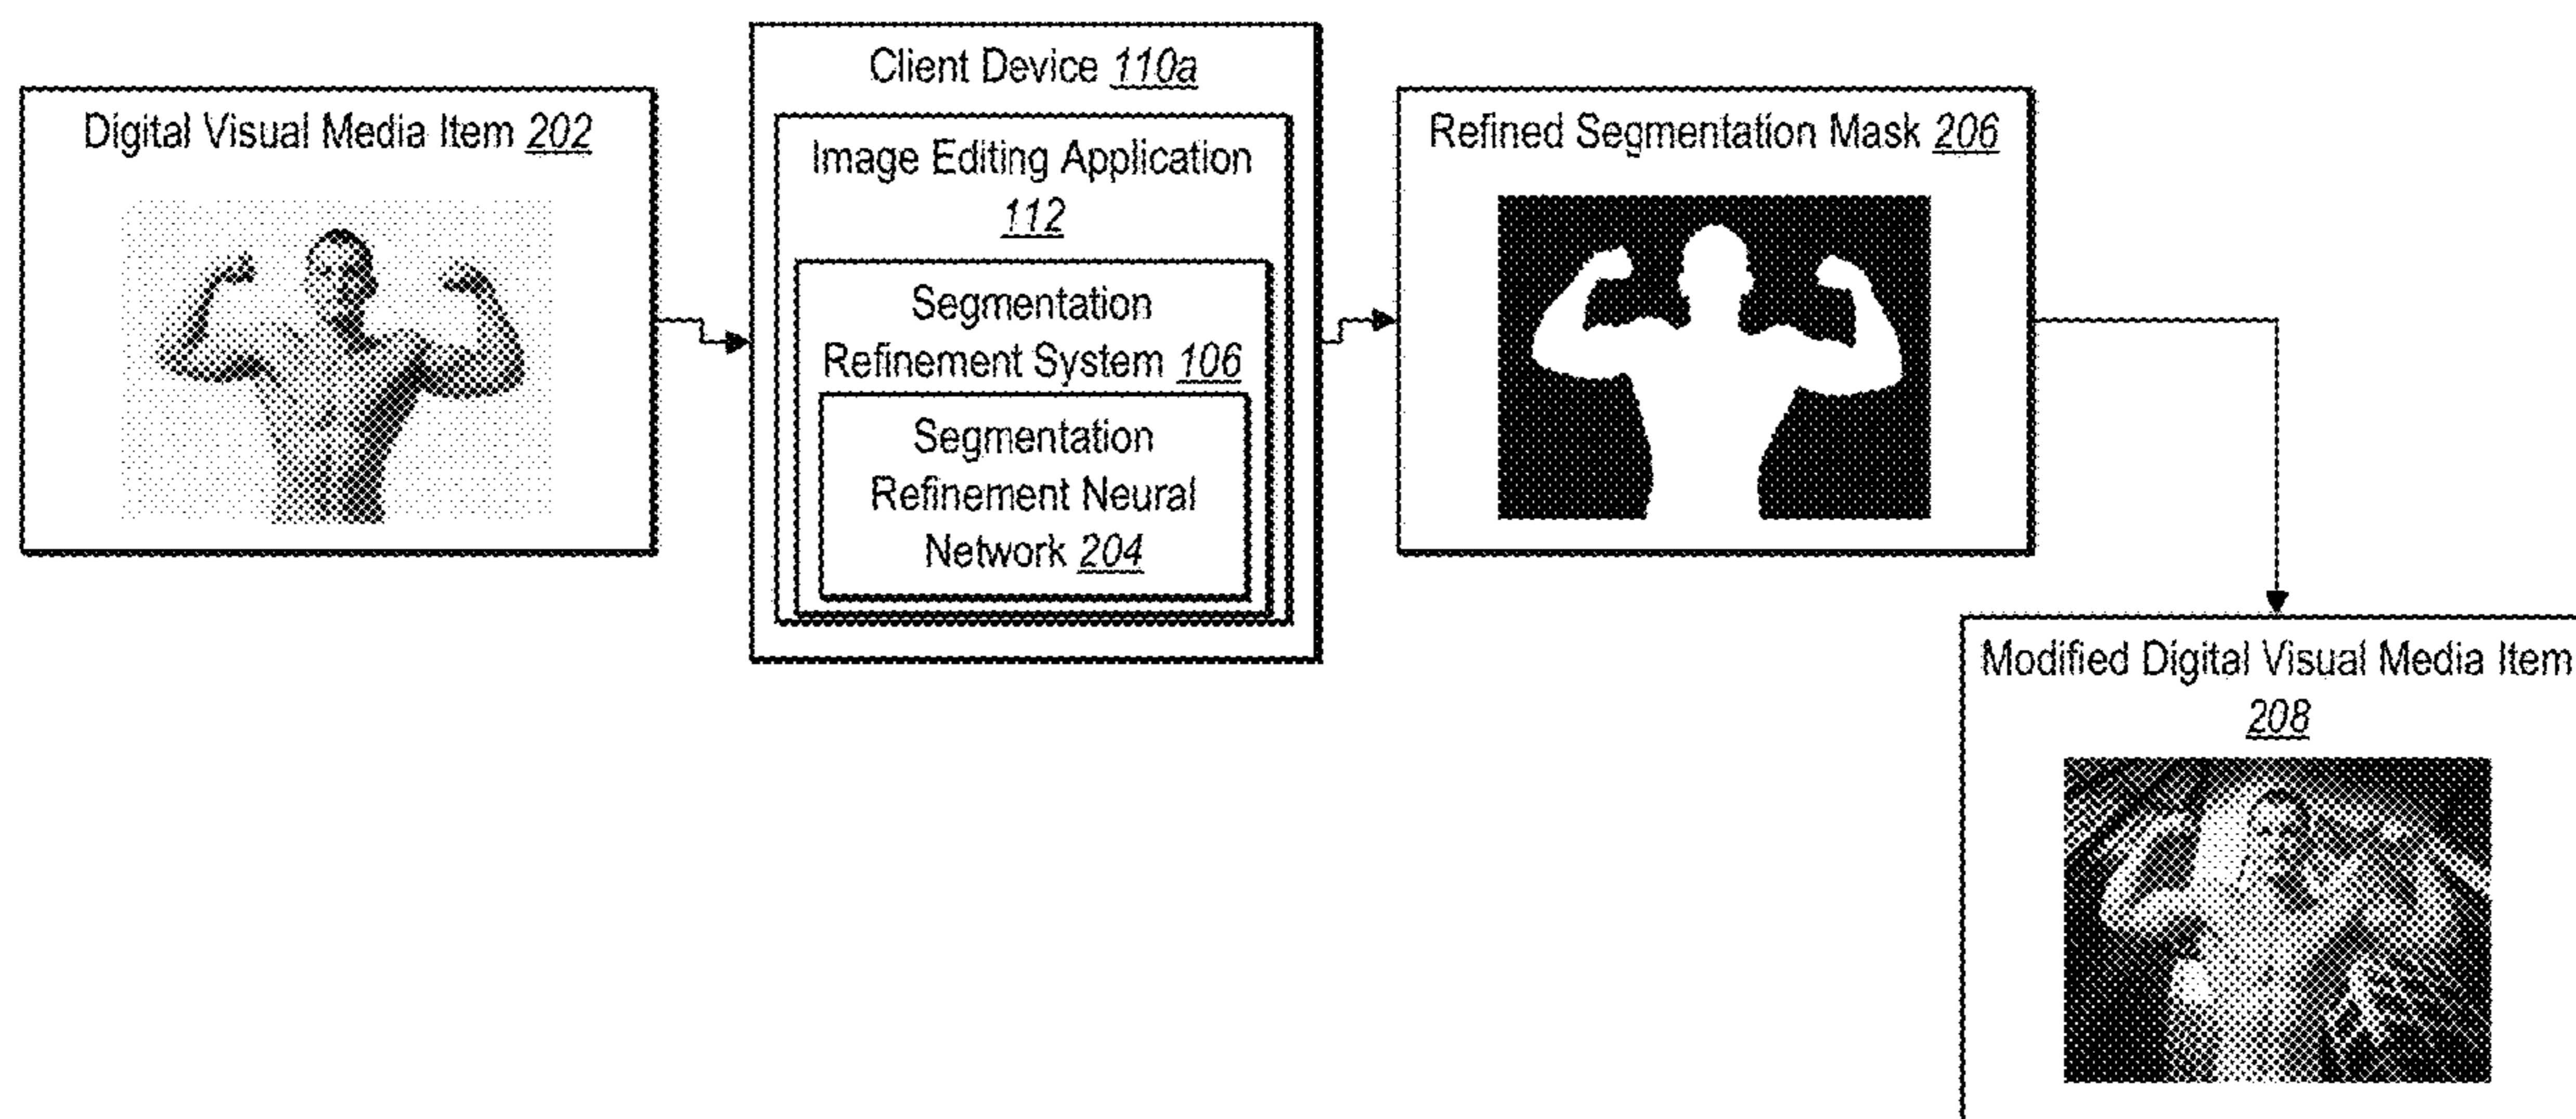 Digital Visual Media Item 202
Client Device 110a
Image Editing Application
112
Segmentation
Refinement System 106
Segmentation
Refinement Neural
Network 204
Refined Segmentation Mask 206
Modified Digital Visual Media Item
208